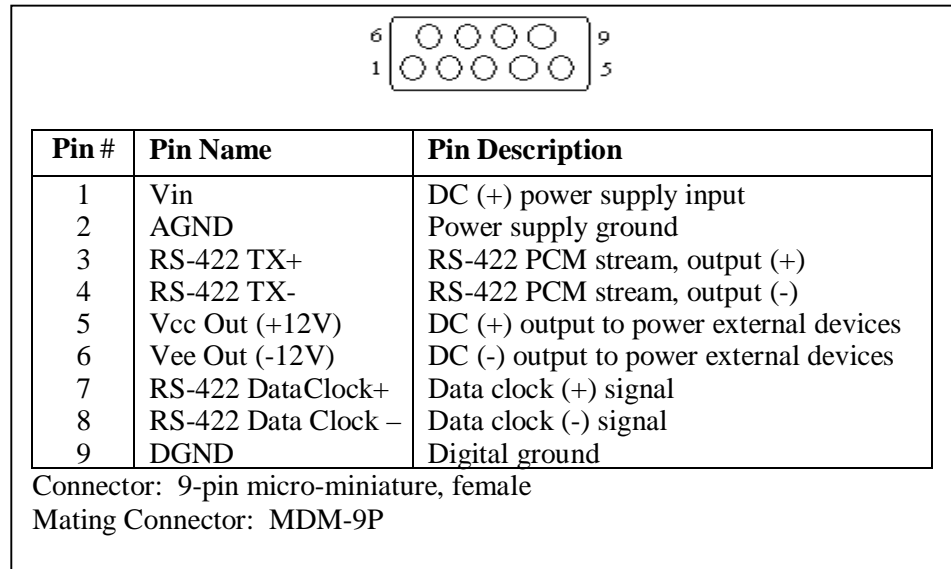 6 9
1 5
Pin # Pin Name Pin Description
1 Vin DC (+) power supply input
2 AGND Power supply ground
3 RS-422 TX+ RS-422 PCM stream, output (+)
4 RS-422 TX- RS-422 PCM stream, output (-)
5 Vcc Out (+12V) DC (+) output to power external devices
6 Vee Out (-12V) DC (-) output to power external devices
7 RS-422 DataClock+ Data clock (+) signal
8 RS-422 Data Clock – Data clock (-) signal
9 DGND Digital ground
Connector: 9-pin micro-miniature, female
Mating Connector: MDM-9P